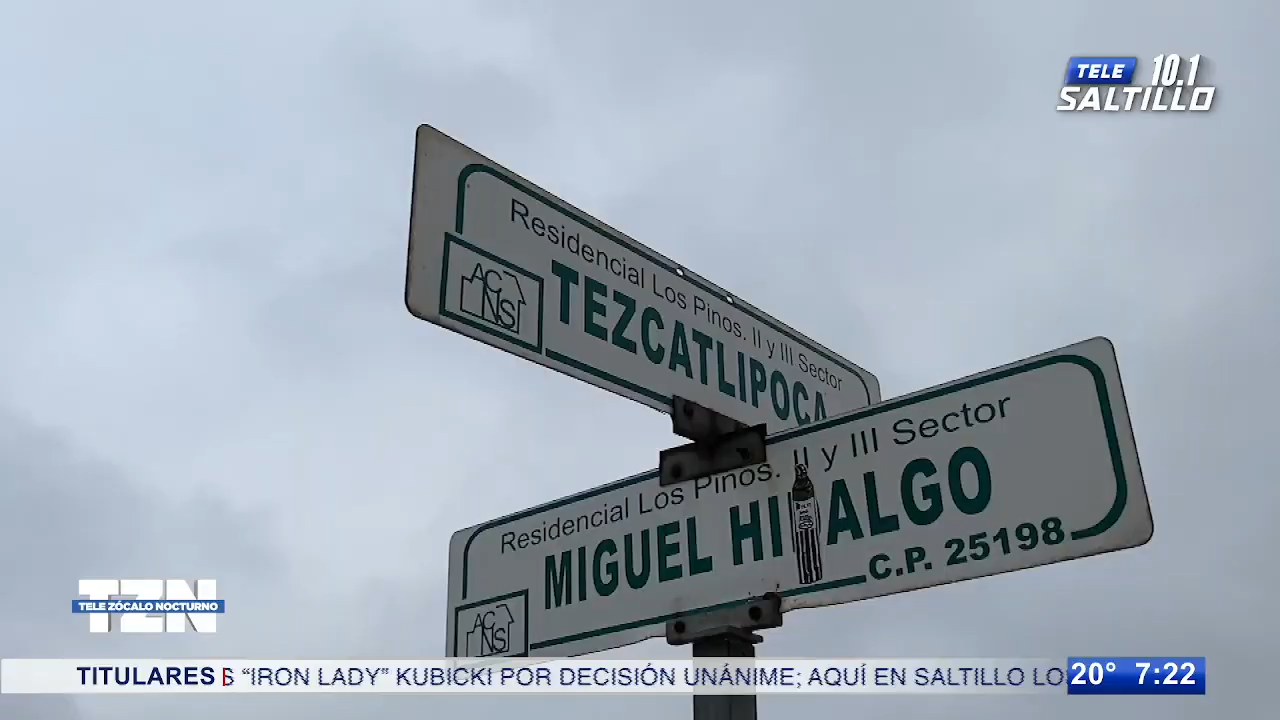 TELE 10.1
SALTILLO
Residencial Los Pinos. II y III Sector
TEZCATLIPOCA
ACNS
Residencial Los Pinos. II y III Sector
MIGUEL HI ALGO
C.P. 25198
ACNS
TZN
TELE ZÓCALO NOCTURNO
TITULARES “IRON LADY” KUBICKI POR DECISIÓN UNÁNIME; AQUÍ EN SALTILLO 20° 7:22